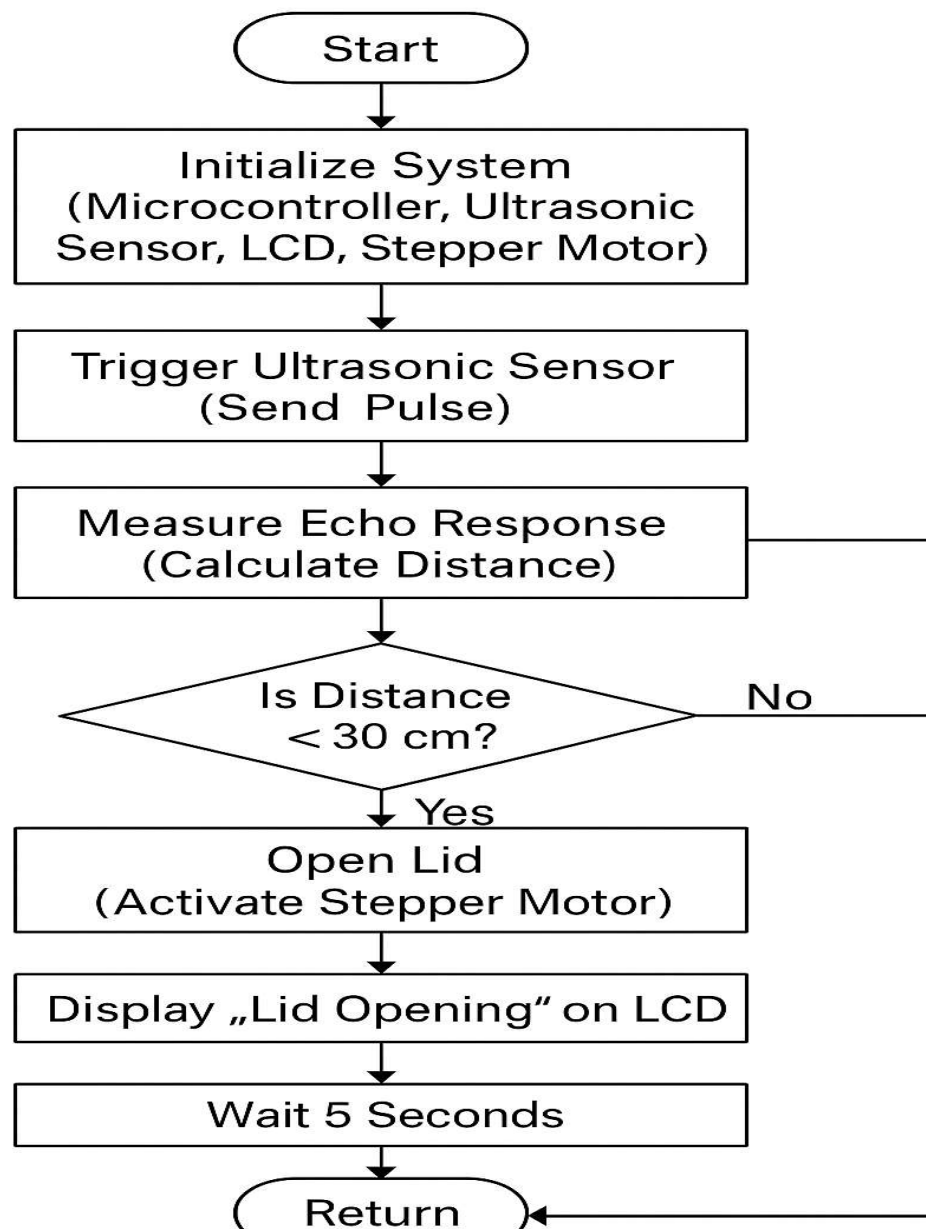 Start
Initialize System
(Microcontroller, Ultrasonic
Sensor, LCD, Stepper Motor)
Trigger Ultrasonic Sensor
(Send Pulse)
Measure Echo Response
(Calculate Distance)
Is Distance
< 30 cm?
No
Yes
Open Lid
(Activate Stepper Motor)
Display „Lid Opening“ on LCD
Wait 5 Seconds
Return